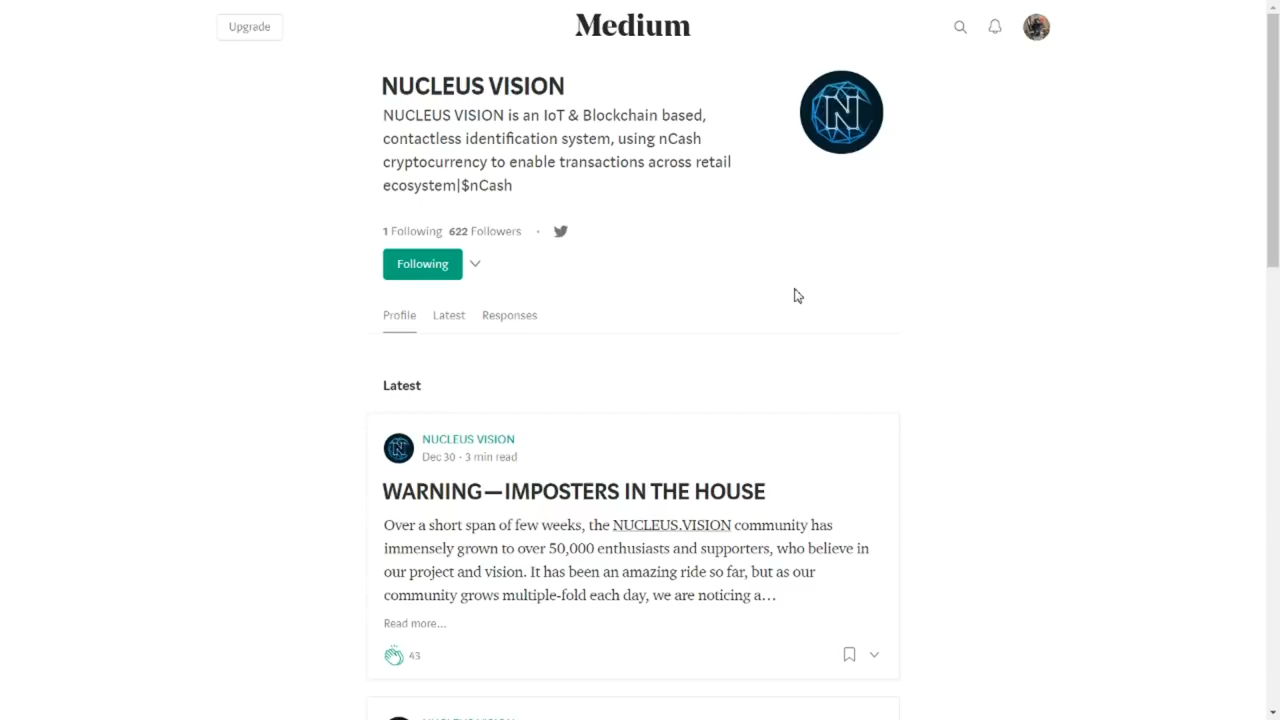 Upgrade
Medium
NUCLEUS VISION
NUCLEUS VISION is an IoT & Blockchain based,
contactless identification system, using nCash
cryptocurrency to enable transactions across retail
ecosystem|$nCash
N
1 Following 622 Followers ·
Following
Profile Latest Responses
Latest
N
NUCLEUS VISION
Dec 30 · 3 min read
WARNING—IMPOSTERS IN THE HOUSE
Over a short span of few weeks, the NUCLEUS.VISION community has
immensely grown to over 50,000 enthusiasts and supporters, who believe in
our project and vision. It has been an amazing ride so far, but as our
community grows multiple-fold each day, we are noticing a…
Read more...
43